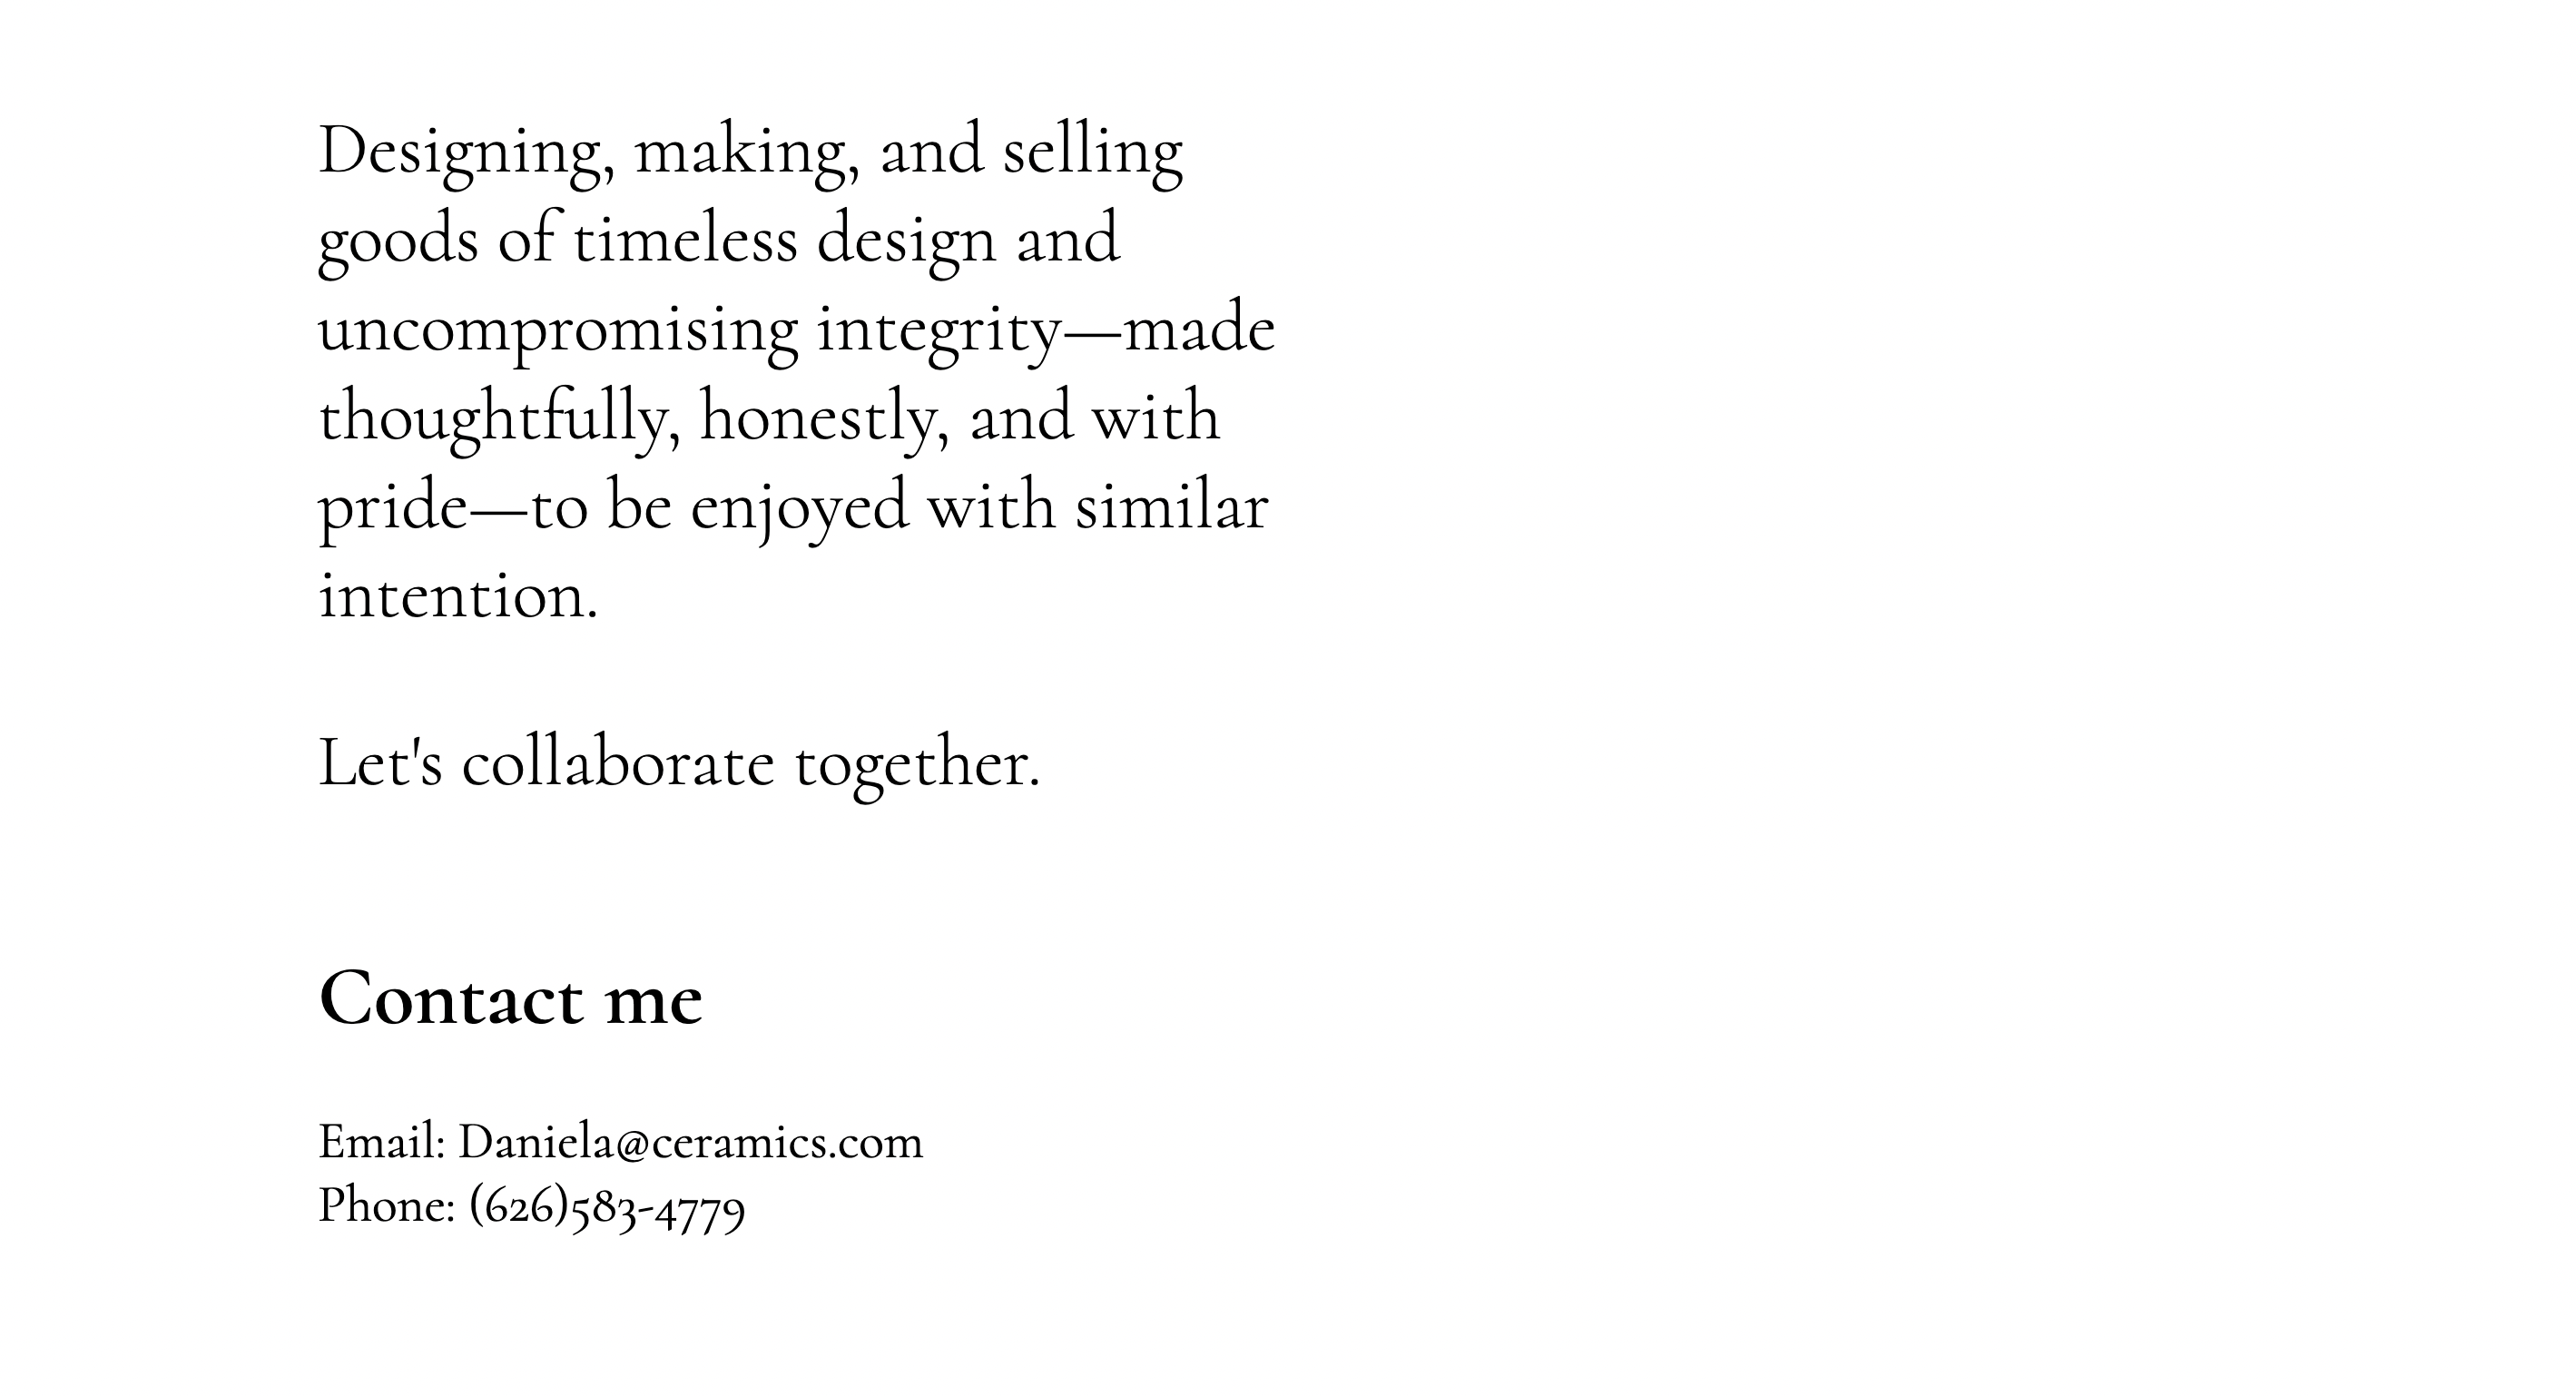 Designing, making, and selling
goods of timeless design and
uncompromising integrity—made
thoughtfully, honestly, and with
pride—to be enjoyed with similar
intention.
Let's collaborate together.
Contact me
Email: Daniela@ceramics.com
Phone: (626)583-4779